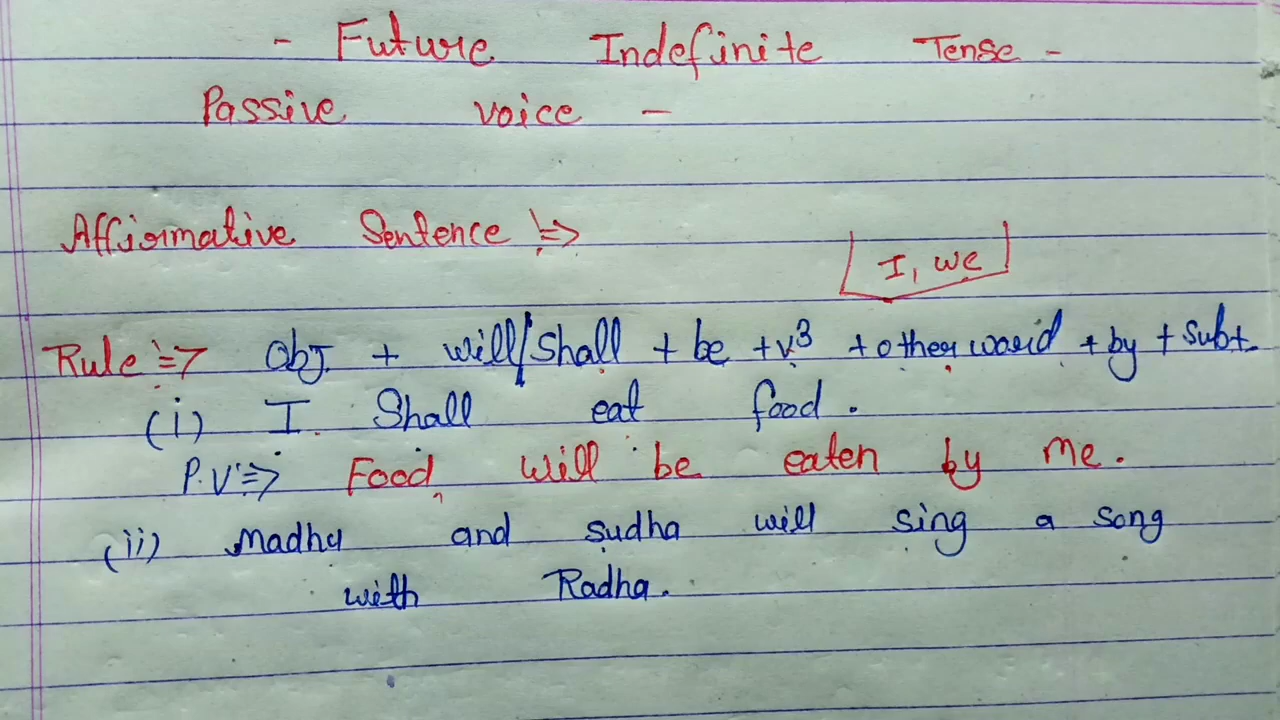 - Future Indefinite Tense -
Passive voice -
Affirmative Sentence ⇒
I, we
Rule ⇒ Obj. + will/Shall + be + v³ + other word + by + subt.
(i) I Shall eat food.
P.V ⇒ Food will be eaten by me.
(ii) Madhu and sudha will sing a song
with Radha.